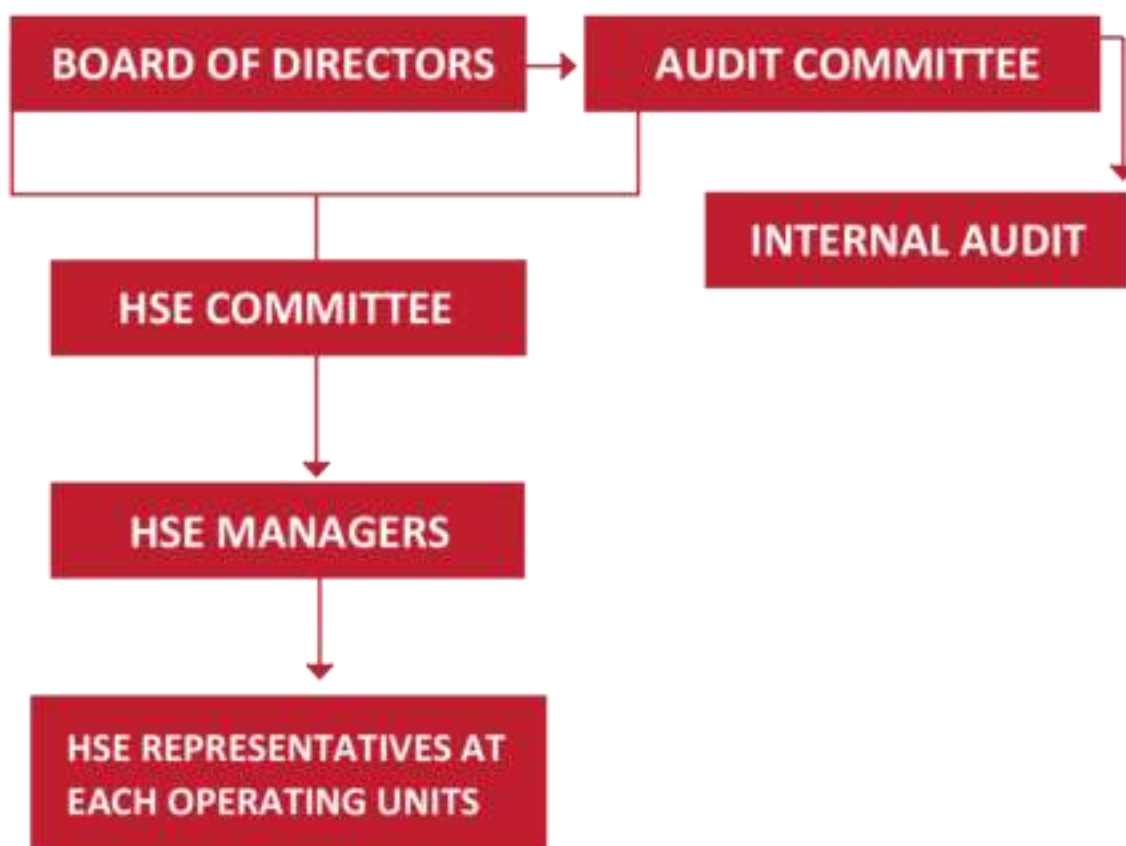 BOARD OF DIRECTORS
AUDIT COMMITTEE
INTERNAL AUDIT
HSE COMMITTEE
HSE MANAGERS
HSE REPRESENTATIVES AT
EACH OPERATING UNITS